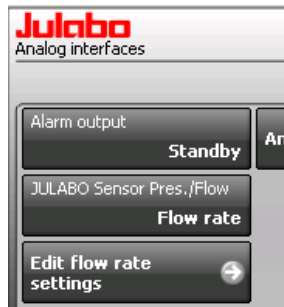 Julabo
Analog interfaces
Alarm output
Standby
JULABO Sensor Pres./Flow
Flow rate
Edit flow rate
settings